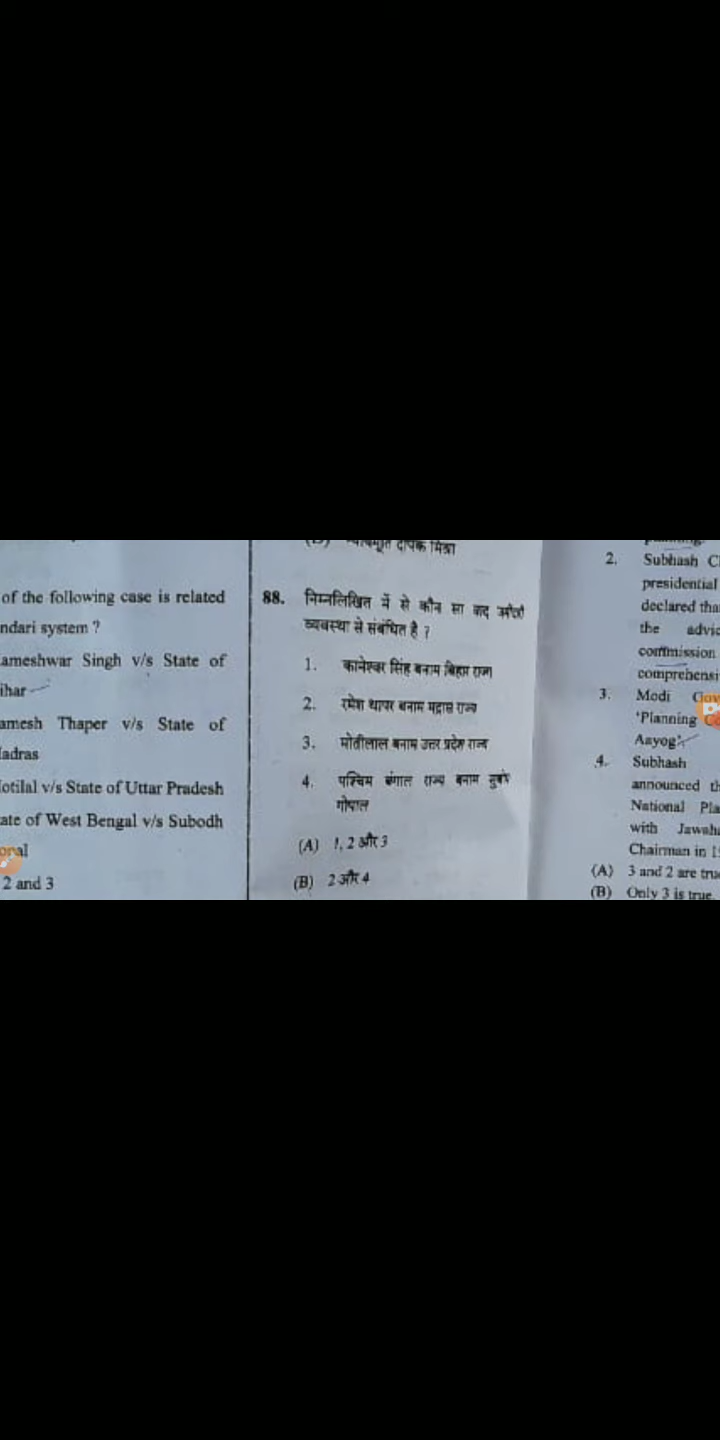 of the following case is related
ndari system ?
ameshwar Singh v/s State of
ihar
amesh Thaper v/s State of
adras
otilal v/s State of Uttar Pradesh
ate of West Bengal v/s Subodh
2 and 3
दीपक मिश्रा
88. निम्नलिखित में से कौन सा वाद जमींदारी
व्यवस्था से संबंधित है ?
1. कामेश्वर सिंह बनाम बिहार राज्य
2. रमेश थापर बनाम मद्रास राज्य
3. मोतीलाल बनाम उत्तर प्रदेश राज्य
4. पश्चिम बंगाल राज्य बनाम सुबोध
गोपाल
(A) 1, 2 और 3
(B) 2 और 4
2. Subhash C
presidential
declared tha
the advic
commission
comprehensi
3. Modi Gov
'Planning
Aayog'
4. Subhash
announced th
National Pla
with Jawaha
Chairman in 1
(A) 3 and 2 are true
(B) Only 3 is true.